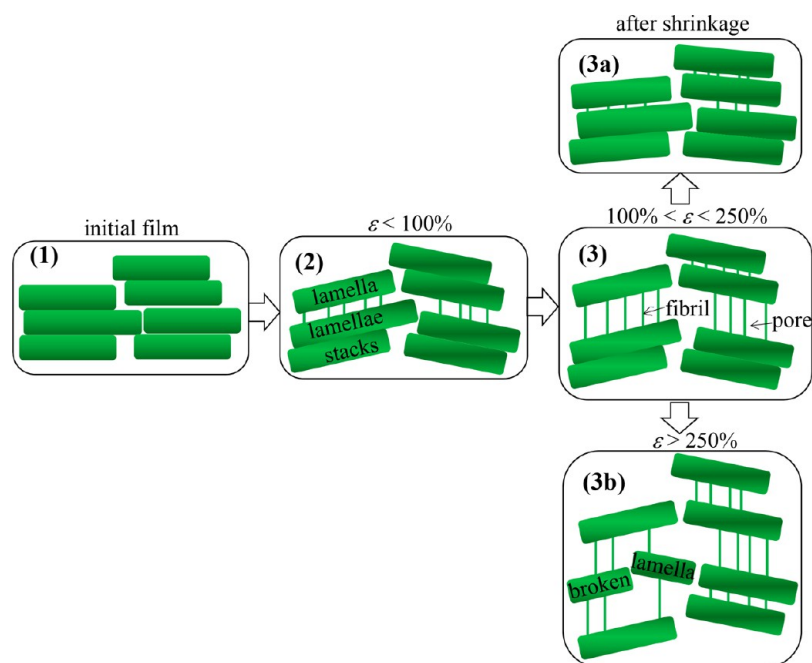 after shrinkage
(3a)
initial film
(1)
ε < 100%
(2)
lamella
lamellae
stacks
100% < ε < 250%
(3)
fibril
pore
ε > 250%
(3b)
broken
lamella